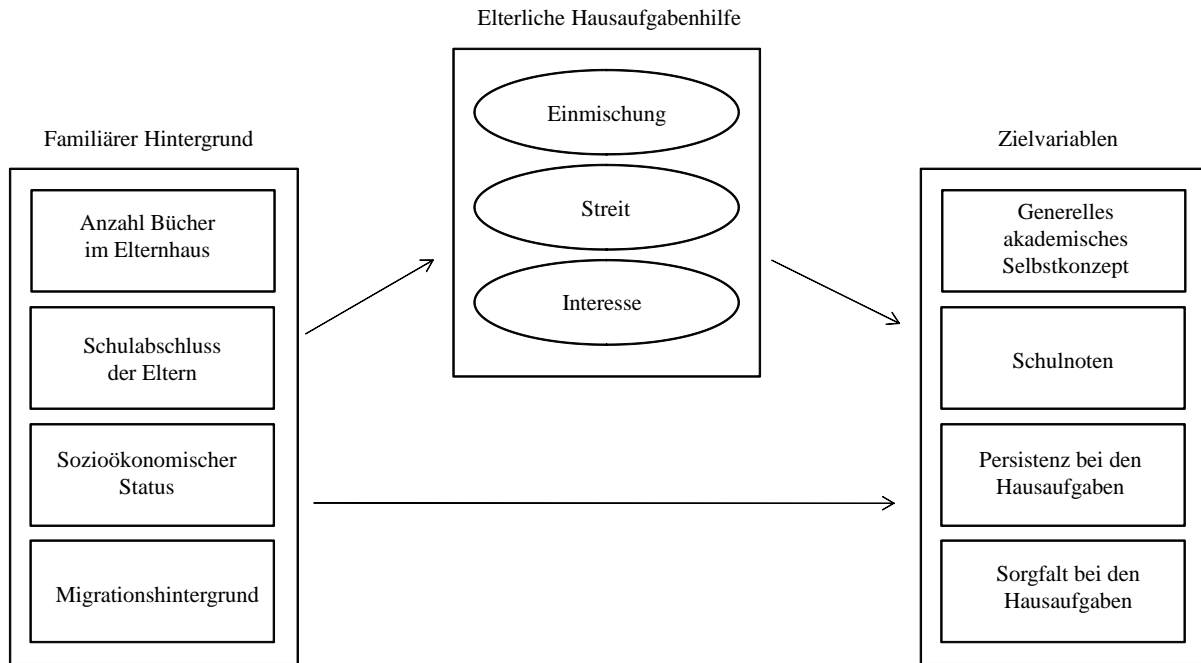 Elterliche Hausaufgabenhilfe
Einmischung
Streit
Interesse
Familiärer Hintergrund
Anzahl Bücher
im Elternhaus
Schulabschluss
der Eltern
Sozioökonomischer
Status
Migrationshintergrund
Zielvariablen
Generelles
akademisches
Selbstkonzept
Schulnoten
Persistenz bei den
Hausaufgaben
Sorgfalt bei den
Hausaufgaben